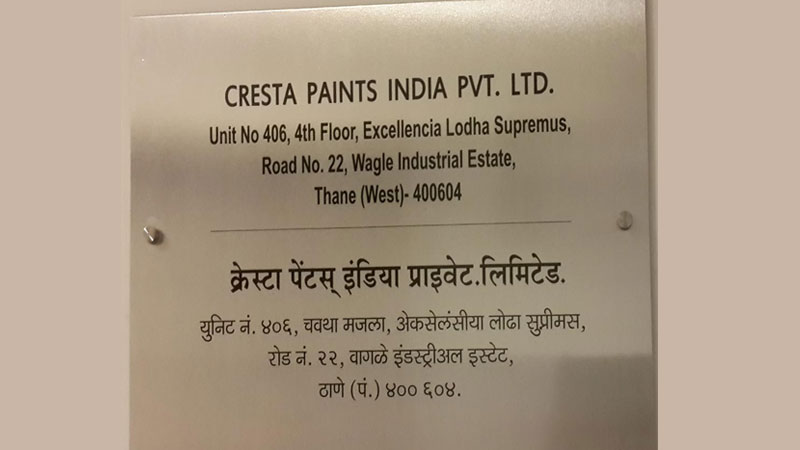 CRESTA PAINTS INDIA PVT. LTD.
Unit No 406, 4th Floor, Excellencia Lodha Supremus,
Road No. 22, Wagle Industrial Estate,
Thane (West)- 400604
क्रेस्टा पेंटस् इंडिया प्राइवेट.लिमिटेड.
युनिट नं. ४०६, चवथा मजला, अेकसेलंसीया लोढा सुप्रीमस,
रोड नं. २२, वागळे इंडस्ट्रीअल इस्टेट,
ठाणे (पं.) ४०० ६०४.